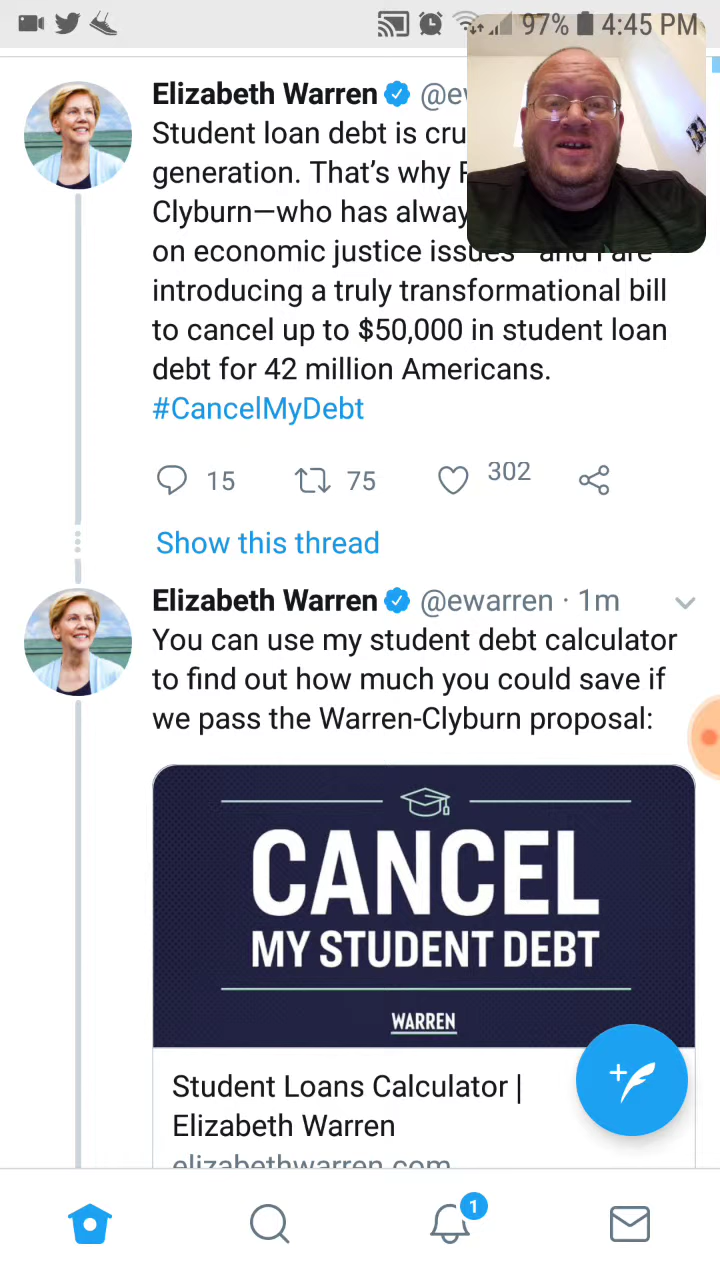 97% 4:45 PM
Elizabeth Warren
Student loan debt is
generation. That's why
Clyburn—who has
on economic justice issues
introducing a truly transformational bill
to cancel up to $50,000 in student loan
debt for 42 million Americans.
#CancelMyDebt
15 75 302
Show this thread
Elizabeth Warren @ewarren · 1m
You can use my student debt calculator
to find out how much you could save if
we pass the Warren-Clyburn proposal:
CANCEL
MY STUDENT DEBT
WARREN
Student Loans Calculator |
Elizabeth Warren
elizabethwarren.com
1